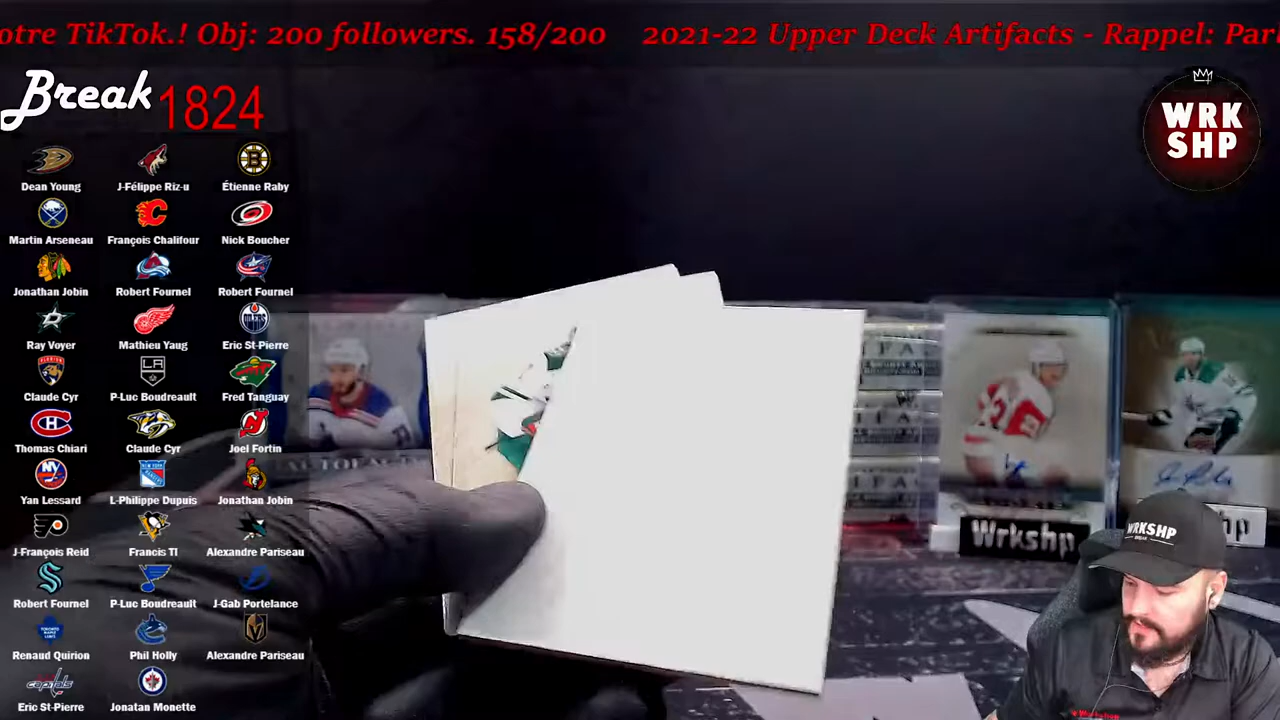 otre TikTok.! Obj: 200 followers. 158/200 2021-22 Upper Deck Artifacts - Rappel: Par
Break 1824
WRK
SHP
Dean Young J-Félippe Riz-u Étienne Raby
Martin Arseneau François Chalifour Nick Boucher
Jonathan Jobin Robert Fournel Robert Fournel
Ray Voyer Mathieu Yaug Eric St-Pierre
Claude Cyr P-Luc Boudreault Fred Tanguay
Thomas Chiari Claude Cyr Joel Fortin
Yan Lessard L-Philippe Dupuis Jonathan Jobin
J-François Reid Francis Tl Alexandre Pariseau
Robert Fournel P-Luc Boudreault J-Gab Portelance
Renaud Quirion Phil Holly Alexandre Pariseau
Eric St-Pierre Jonatan Monette
Wrkshp
hp
WRKSHP